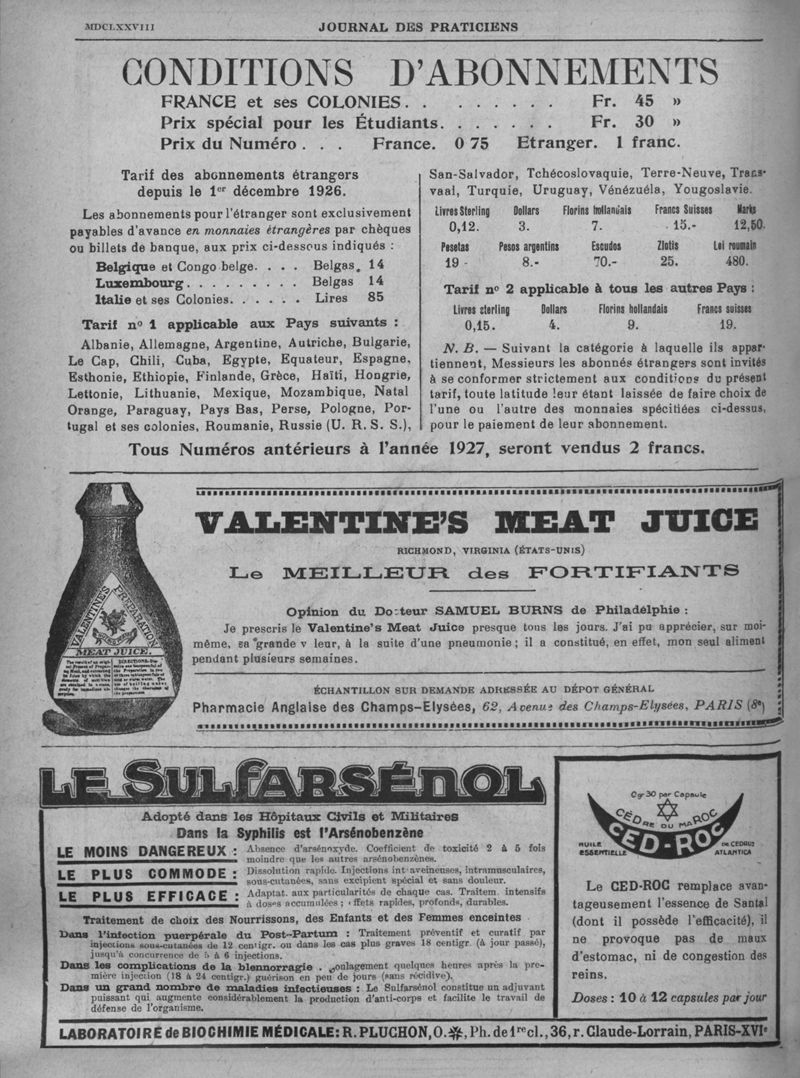 MDCLXXVIII
JOURNAL DES PRATICIENS
CONDITIONS D'ABONNEMENTS
FRANCE et ses COLONIES. . . . . . . . . Fr. 45 »
Prix spécial pour les Étudiants. . . . . . . Fr. 30 »
Prix du Numéro . . . France. 0 75 Etranger. 1 franc.
Tarif des abonnements étrangers
depuis le 1er décembre 1926.
Les abonnements pour l'étranger sont exclusivement
payables d'avance en monnaies étrangères par chèques
ou billets de banque, aux prix ci-dessous indiqués :
Belgique et Congo belge. . . . Belgas. 14
Luxembourg . . . . . . . . . Belgas 14
Italie et ses Colonies. . . . . . Lires 85
Tarif no 1 applicable aux Pays suivants :
Albanie, Allemagne, Argentine, Autriche, Bulgarie,
Le Cap, Chili, Cuba, Egypte, Equateur, Espagne,
Esthonie, Ethiopie, Finlande, Grèce, Haïti, Hongrie,
Lettonie, Lithuanie, Mexique, Mozambique, Natal
Orange, Paraguay, Pays Bas, Perse, Pologne, Por-
tugal et ses colonies, Roumanie, Russie (U. R. S. S.),
San-Salvador, Tchécoslovaquie, Terre-Neuve, Trans-
vaal, Turquie, Uruguay, Vénézuéla, Yougoslavie.
Livres Sterling Dollars Florins hollandais Francs Suisses Marks
0,12. 3. 7. 15.- 12,50.
Pesetas Pesos argentins Escudos Zlotis Lei roumain
19 - 8.- 70.- 25. 480.
Tarif no 2 applicable à tous les autres Pays :
Livres sterling Dollars Florins hollandais Francs suisses
0,15. 4. 9. 19.
N. B. — Suivant la catégorie à laquelle ils appar-
tiennent, Messieurs les abonnés étrangers sont invités
à se conformer strictement aux conditions du présent
tarif, toute latitude leur étant laissée de faire choix de
l'une ou l'autre des monnaies spécifiées ci-dessus,
pour le paiement de leur abonnement.
Tous Numéros antérieurs à l'année 1927, seront vendus 2 francs.
VALENTINE'S PREPARATION
MEAT JUICE.
VALENTINE'S MEAT JUICE
RICHMOND, VIRGINIA (ÉTATS-UNIS)
Le MEILLEUR des FORTIFIANTS
Opinion du Docteur SAMUEL BURNS de Philadelphie :
Je prescris le Valentine's Meat Juice presque tous les jours. J'ai pu apprécier, sur moi-
même, sa grande v leur, à la suite d'une pneumonie ; il a constitué, en effet, mon seul aliment
pendant plusieurs semaines.
ÉCHANTILLON SUR DEMANDE ADRESSÉE AU DÉPOT GÉNÉRAL
Pharmacie Anglaise des Champs-Elysées, 62, Avenue des Champs-Elysées, PARIS (8e)
LE SULFARSÉNOL
Adopté dans les Hôpitaux Civils et Militaires
Dans la Syphilis est l'Arsénobenzène
LE MOINS DANGEREUX : Absence d'arsénoxyde. Coefficient de toxicité 2 à 5 fois
moindre que les autres arsénobenzènes.
LE PLUS COMMODE : Dissolution rapide. Injections intraveineuses, intramusculaires,
sous-cutanées, sans excipient spécial et sans douleur.
LE PLUS EFFICACE : Adaptat. aux particularités de chaque cas. Traitem. intensifs
à doses accumulées ; effets rapides, profonds, durables.
Traitement de choix des Nourrissons, des Enfants et des Femmes enceintes
Dans l'infection puerpérale du Post-Partum : Traitement préventif et curatif par
injections sous-cutanées de 12 centigr. ou dans les cas plus graves 18 centigr. (à jour passé),
jusqu'à concurrence de 5 à 6 injections.
Dans les complications de la blennorragie . Soulagement quelques heures après la pre-
mière injection (18 à 24 centigr.) guérison en peu de jours (sans récidive).
Dans un grand nombre de maladies infectieuses : Le Sulfarsénol constitue un adjuvant
puissant qui augmente considérablement la production d'anti-corps et facilite le travail de
défense de l'organisme.
Ogr 30 par Capsule
CÈDRE DU MAROC
CED-ROC
HUILE ESSENTIELLE
de CEDRUS ATLANTICA
Le CED-ROC remplace avan-
tageusement l'essence de Santal
(dont il possède l'efficacité), il
ne provoque pas de maux
d'estomac, ni de congestion des
reins.
Doses : 10 à 12 capsules par jour
LABORATOIRE de BIOCHIMIE MÉDICALE: R. PLUCHON, O. ✻, Ph. de 1re cl., 36, r. Claude-Lorrain, PARIS-XVIe